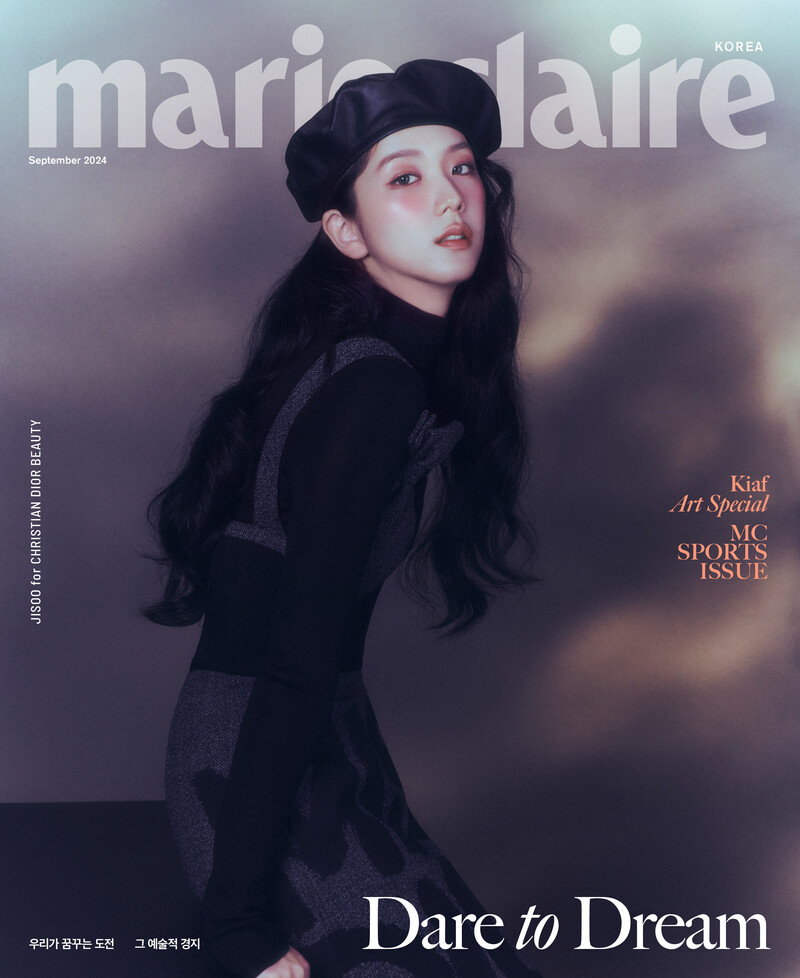 KOREA
marie claire
September 2024
JISOO for CHRISTIAN DIOR BEAUTY
Kiaf
Art Special
MC
SPORTS
ISSUE
Dare to Dream
우리가 꿈꾸는 도전 그 예술적 경지